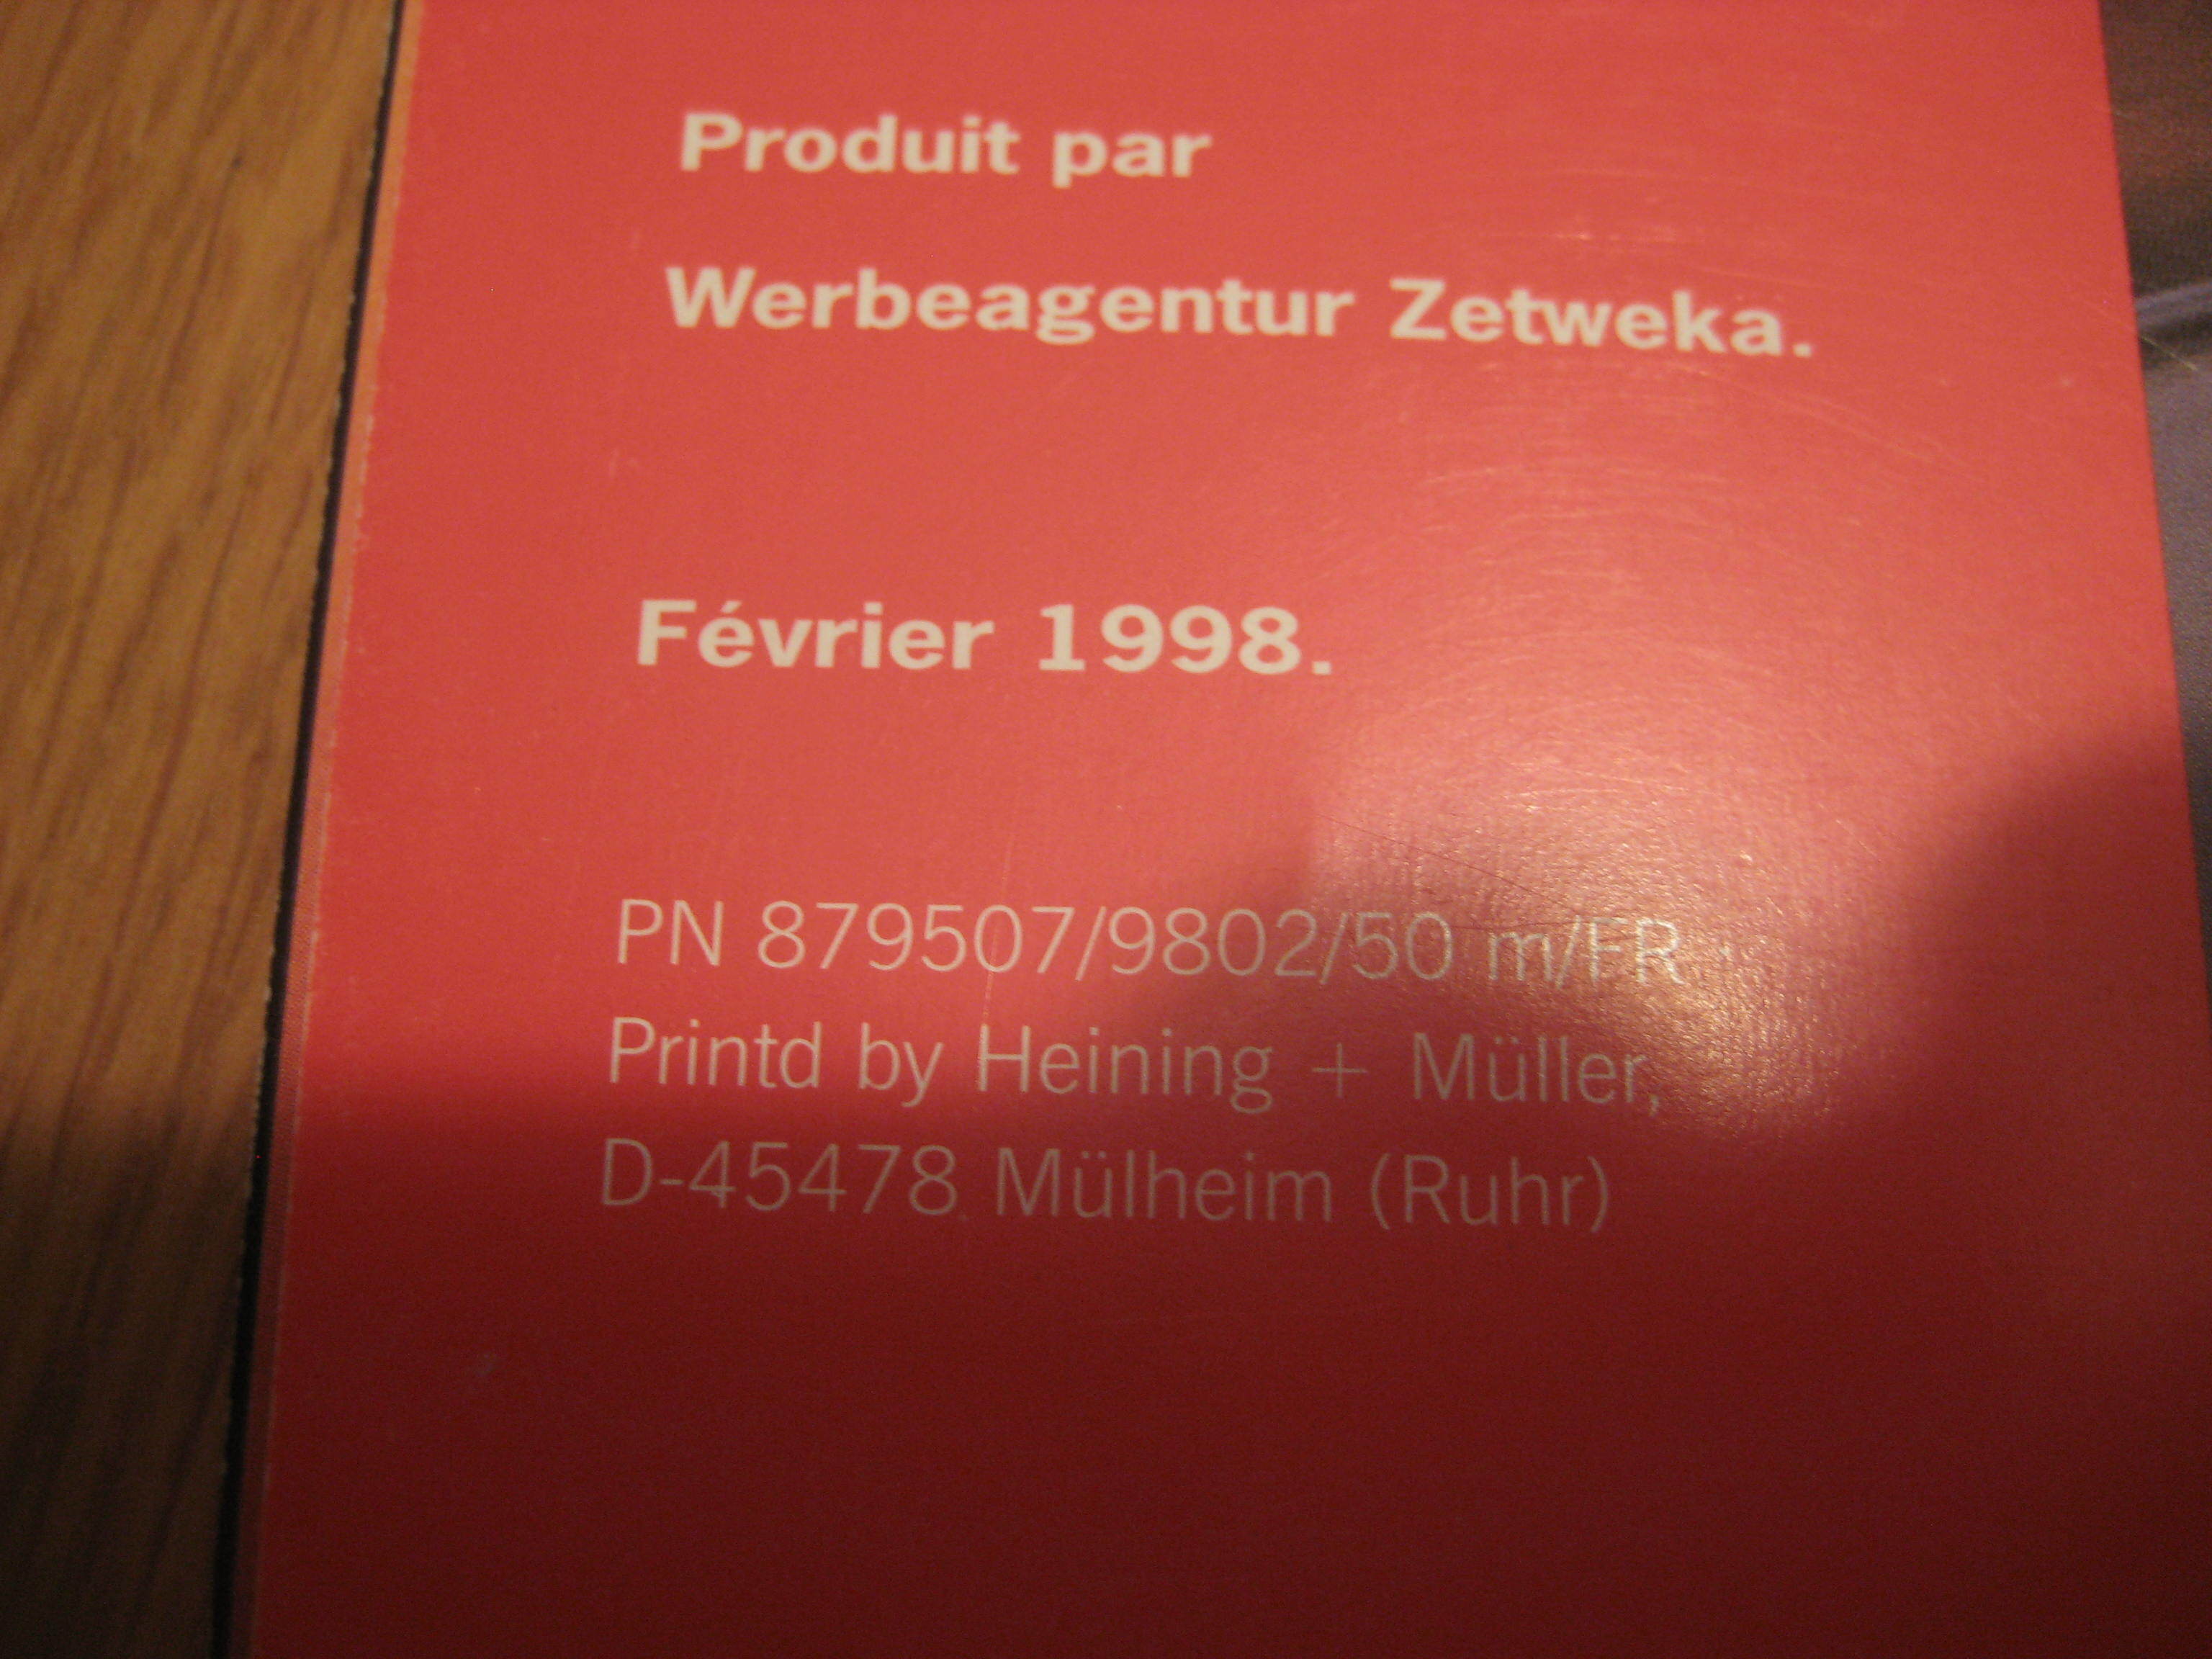 Produit par
Werbeagentur Zetweka.
Février 1998.
PN 879507/9802/50 m/FR
Printd by Heining + Müller,
D-45478 Mülheim (Ruhr)